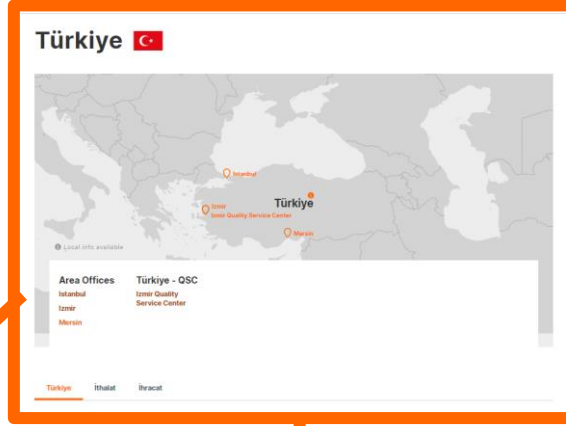 Türkiye
Istanbul
Türkiye
Izmir
Izmir Quality Service Center
Mersin
Local info available
Area Offices
Istanbul
Izmir
Mersin
Türkiye - QSC
Izmir Quality
Service Center
Türkiye İthalat İhracat